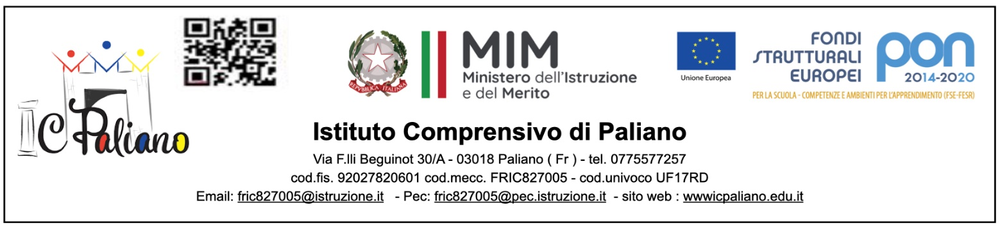 IC Paliano
REPVBBLICA ITALIANA
MIM
Ministero dell'Istruzione
e del Merito
Unione Europea
FONDI
STRUTTURALI
EUROPEI
pon
2014-2020
PER LA SCUOLA - COMPETENZE E AMBIENTI PER L'APPRENDIMENTO (FSE-FESR)
Istituto Comprensivo di Paliano
Via F.lli Beguinot 30/A - 03018 Paliano ( Fr ) - tel. 0775577257
cod.fis. 92027820601 cod.mecc. FRIC827005 - cod.univoco UF17RD
Email: fric827005@istruzione.it - Pec: fric827005@pec.istruzione.it - sito web : wwwicpaliano.edu.it